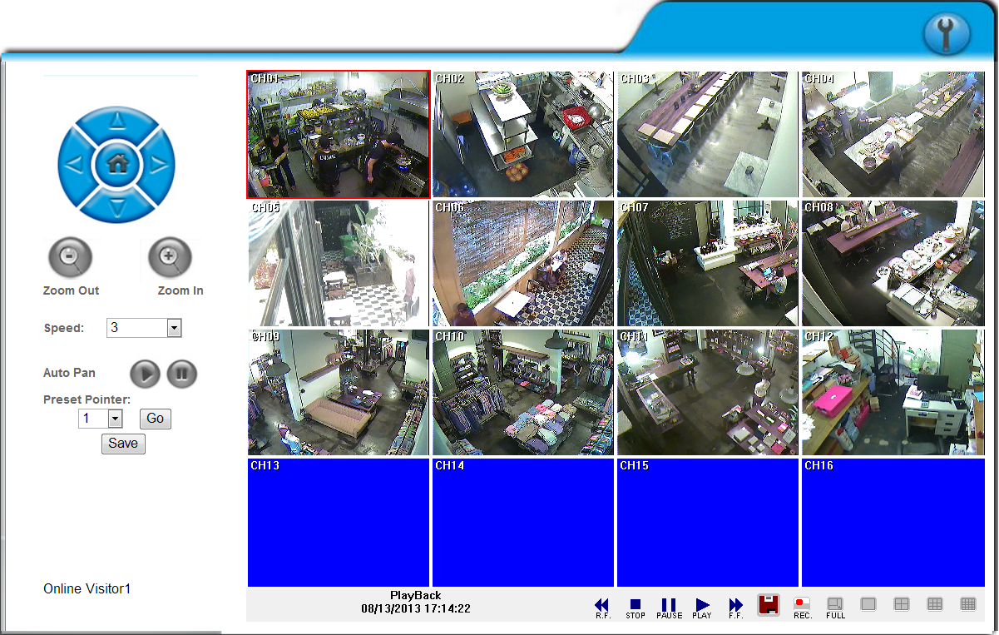 CH01
CH02
CH03
CH04
CH05
CH06
CH07
CH08
CH09
CH10
CH11
CH12
CH13
CH14
CH15
CH16
Zoom Out
Zoom In
Speed:
3
Auto Pan
Preset Pointer:
1
Go
Save
Online Visitor1
PlayBack
08/13/2013 17:14:22
R.F.
STOP
PAUSE
PLAY
F.F.
REC.
FULL